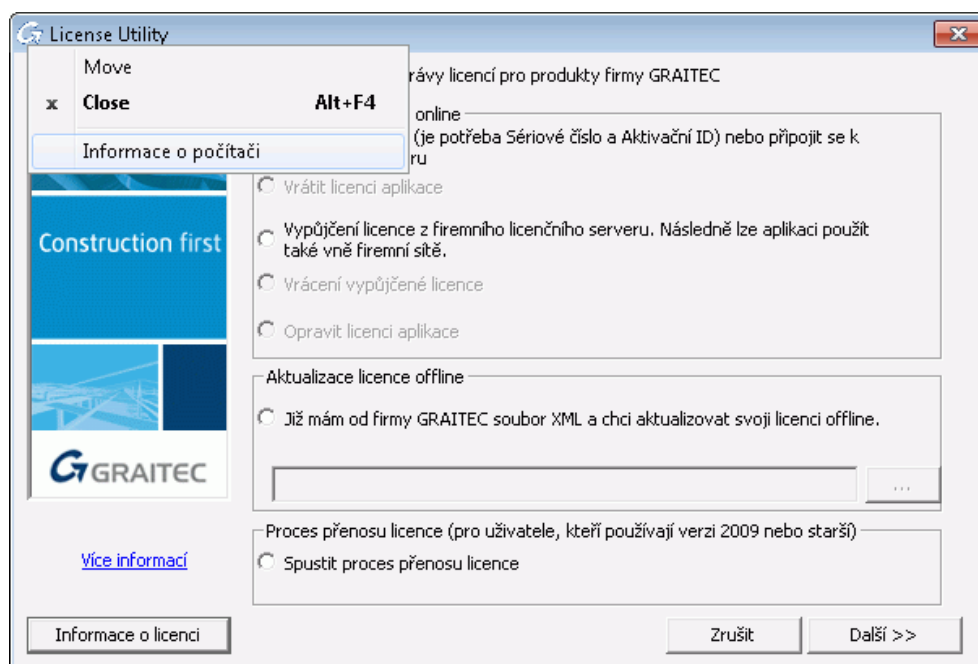 License Utility
Move
x Close Alt+F4
Informace o počítači
rávy licencí pro produkty firmy GRAITEC
online
(je potřeba Sériové číslo a Aktivační ID) nebo připojit se k
ru
Vrátit licenci aplikace
Vypůjčení licence z firemního licenčního serveru. Následně lze aplikaci použít
také vně firemní sítě.
Vrácení vypůjčené licence
Opravit licenci aplikace
Construction first
GRAITEC
Aktualizace licence offline
Již mám od firmy GRAITEC soubor XML a chci aktualizovat svoji licenci offline.
...
Proces přenosu licence (pro uživatele, kteří používají verzi 2009 nebo starší)
Spustit proces přenosu licence
Více informací
Informace o licenci
Zrušit
Další >>